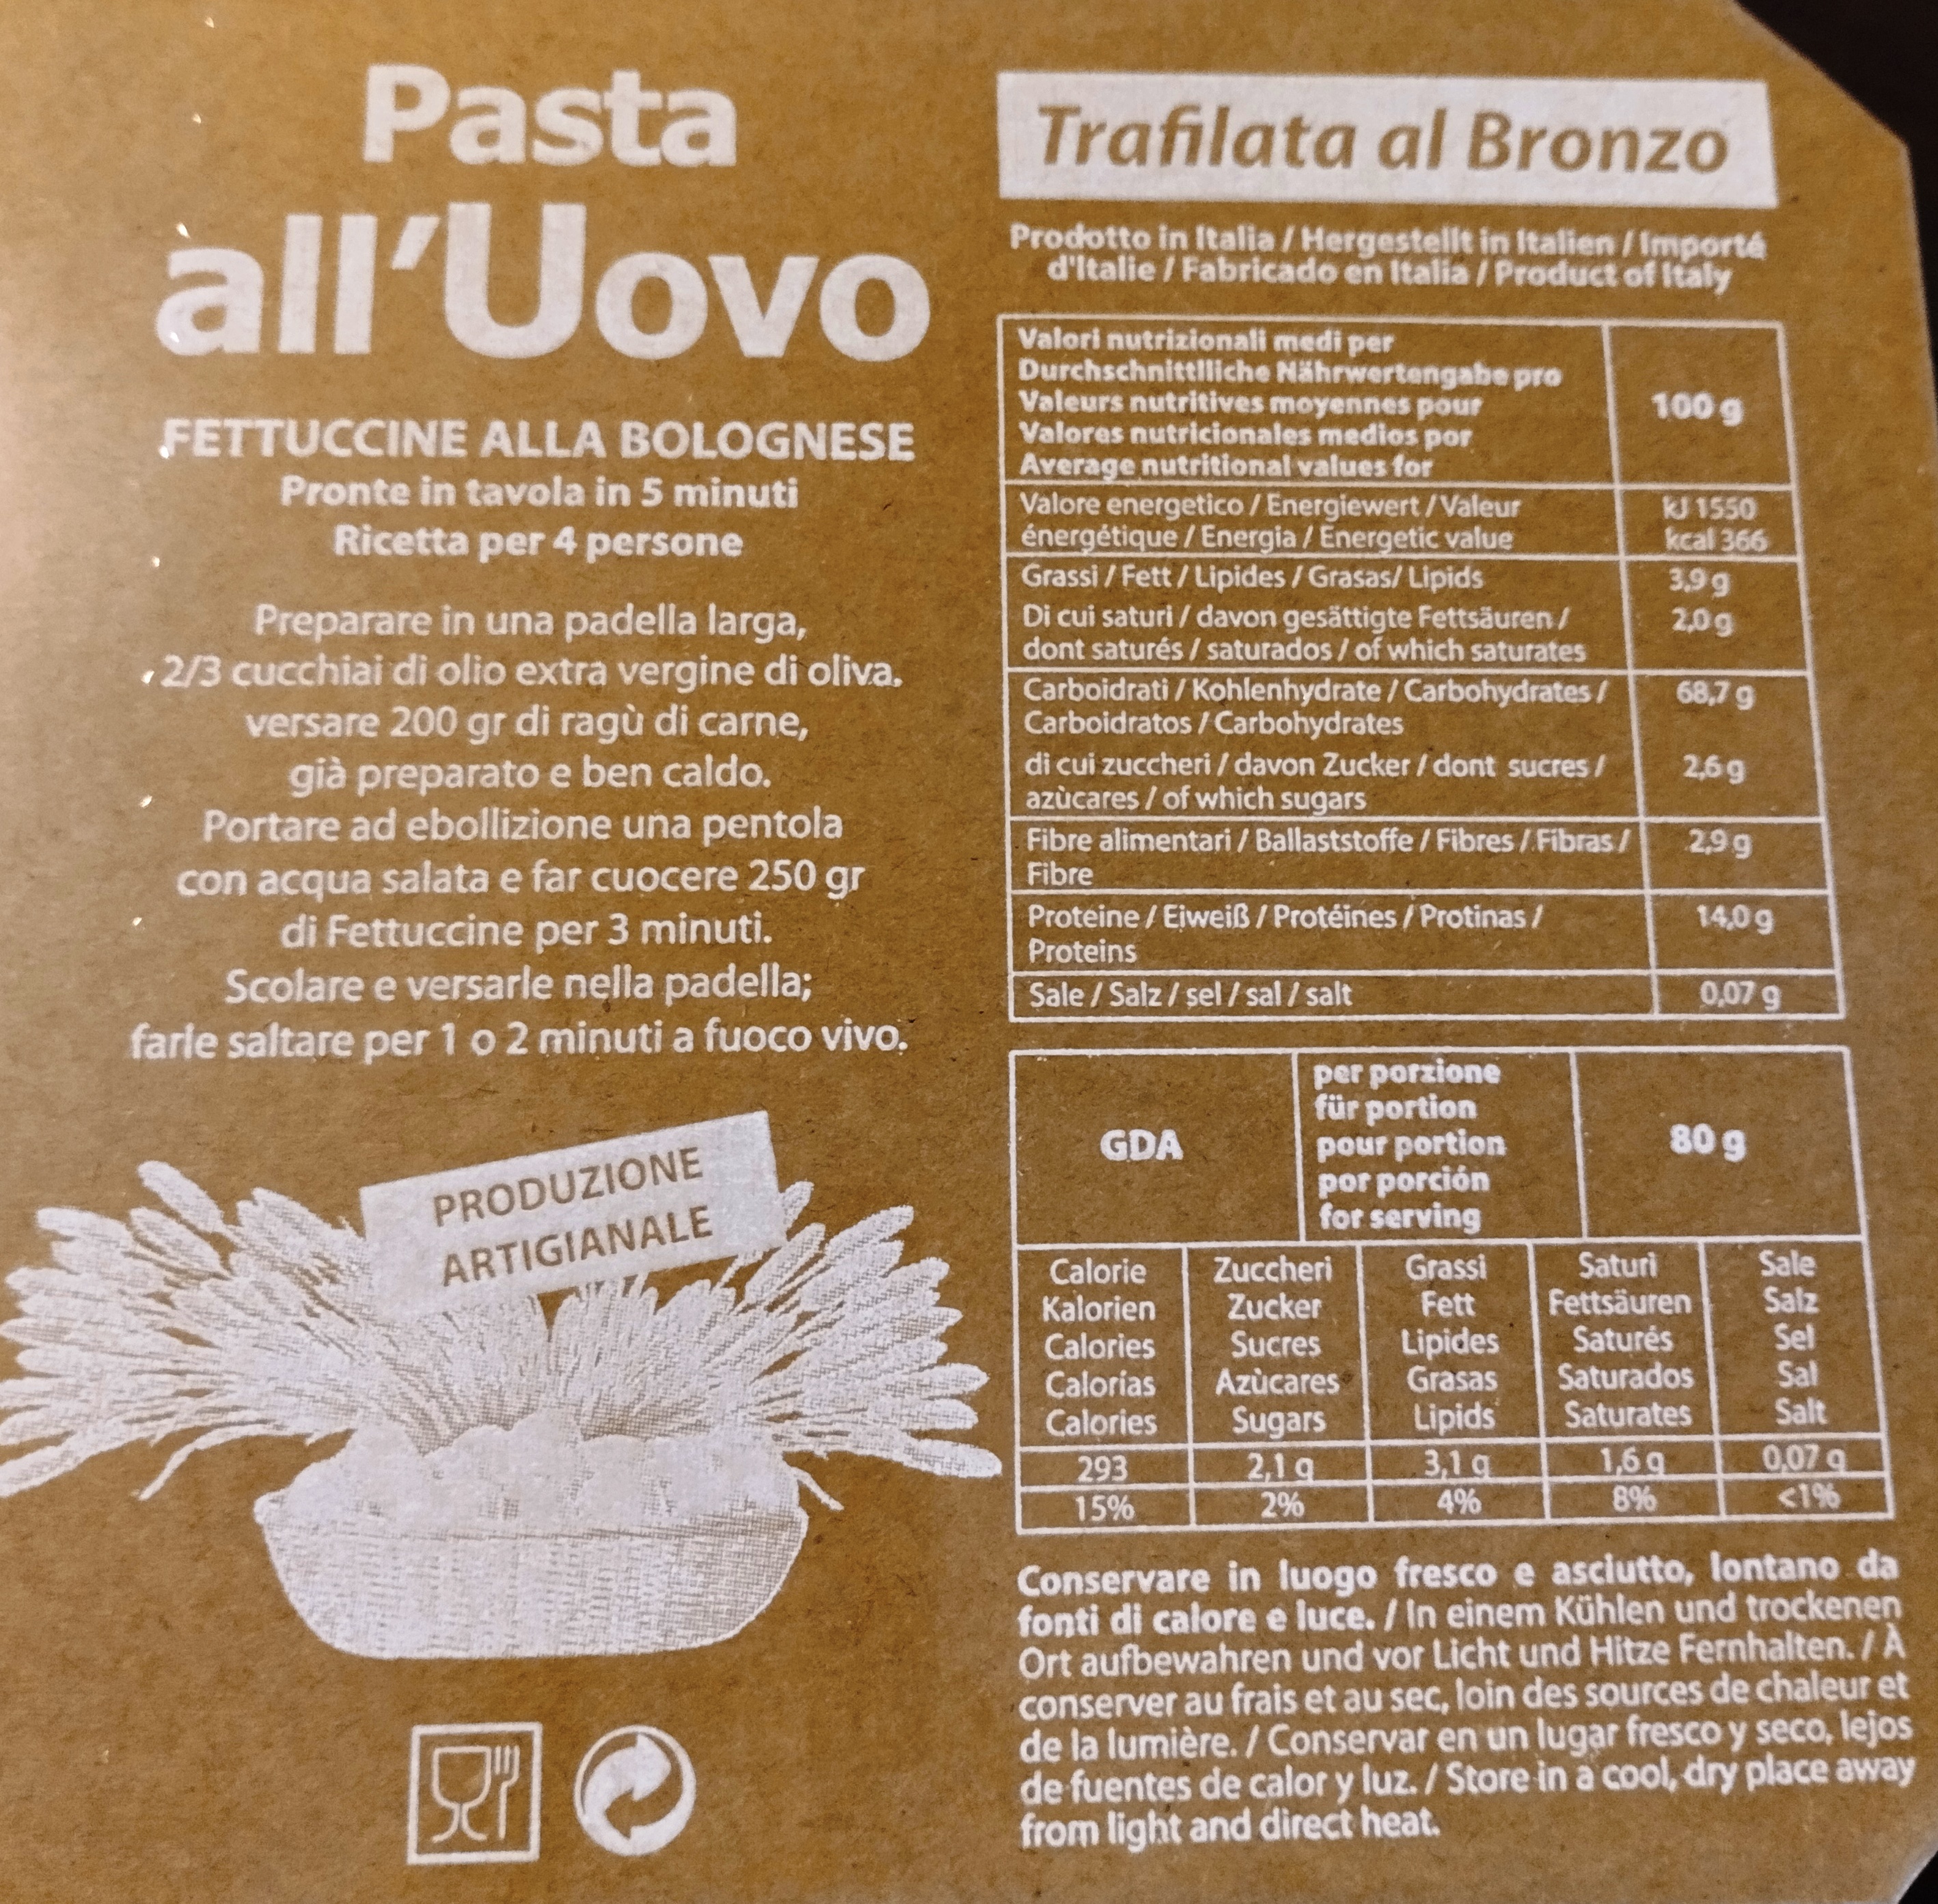 Pasta
all'Uovo
FETTUCCINE ALLA BOLOGNESE
Pronte in tavola in 5 minuti
Ricetta per 4 persone
Preparare in una padella larga,
2/3 cucchiai di olio extra vergine di oliva.
versare 200 gr di ragù di carne,
già preparato e ben caldo.
Portare ad ebollizione una pentola
con acqua salata e far cuocere 250 gr
di Fettuccine per 3 minuti.
Scolare e versarle nella padella;
farle saltare per 1 o 2 minuti a fuoco vivo.
PRODUZIONE
ARTIGIANALE
Trafilata al Bronzo
Prodotto in Italia / Hergestellt in Italien / Importé
d'Italie / Fabricado en Italia / Product of Italy
Valori nutrizionali medi per
Durchschnittlliche Nährwertengabe pro
Valeurs nutritives moyennes pour
Valores nutricionales medios por
Average nutritional values for
100 g
Valore energetico / Energiewert / Valeur
énergétique / Energia / Energetic value
kJ 1550
kcal 366
Grassi / Fett / Lipides / Grasas/ Lipids
3,9 g
Di cui saturi / davon gesättigte Fettsäuren /
dont saturés / saturados / of which saturates
2,0 g
Carboidrati / Kohlenhydrate / Carbohydrates /
Carboidratos / Carbohydrates
68,7 g
di cui zuccheri / davon Zucker / dont sucres /
azùcares / of which sugars
2,6 g
Fibre alimentari / Ballaststoffe / Fibres / Fibras /
Fibre
2,9 g
Proteine / Eiweiß / Protéines / Protinas /
Proteins
14,0 g
Sale / Salz / sel / sal / salt
0,07 g
GDA
per porzione
für portion
pour portion
por porción
for serving
80 g
Calorie Zuccheri Grassi Saturi Sale
Kalorien Zucker Fett Fettsäuren Salz
Calories Sucres Lipides Saturés Sel
Calorías Azùcares Grasas Saturados Sal
Calories Sugars Lipids Saturates Salt
293 2,1 g 3,1 g 1,6 g 0,07 g
15% 2% 4% 8% <1%
Conservare in luogo fresco e asciutto, lontano da
fonti di calore e luce. / In einem Kühlen und trockenen
Ort aufbewahren und vor Licht und Hitze Fernhalten. / À
conserver au frais et au sec, loin des sources de chaleur et
de la lumière. / Conservar en un lugar fresco y seco, lejos
de fuentes de calor y luz. / Store in a cool, dry place away
from light and direct heat.